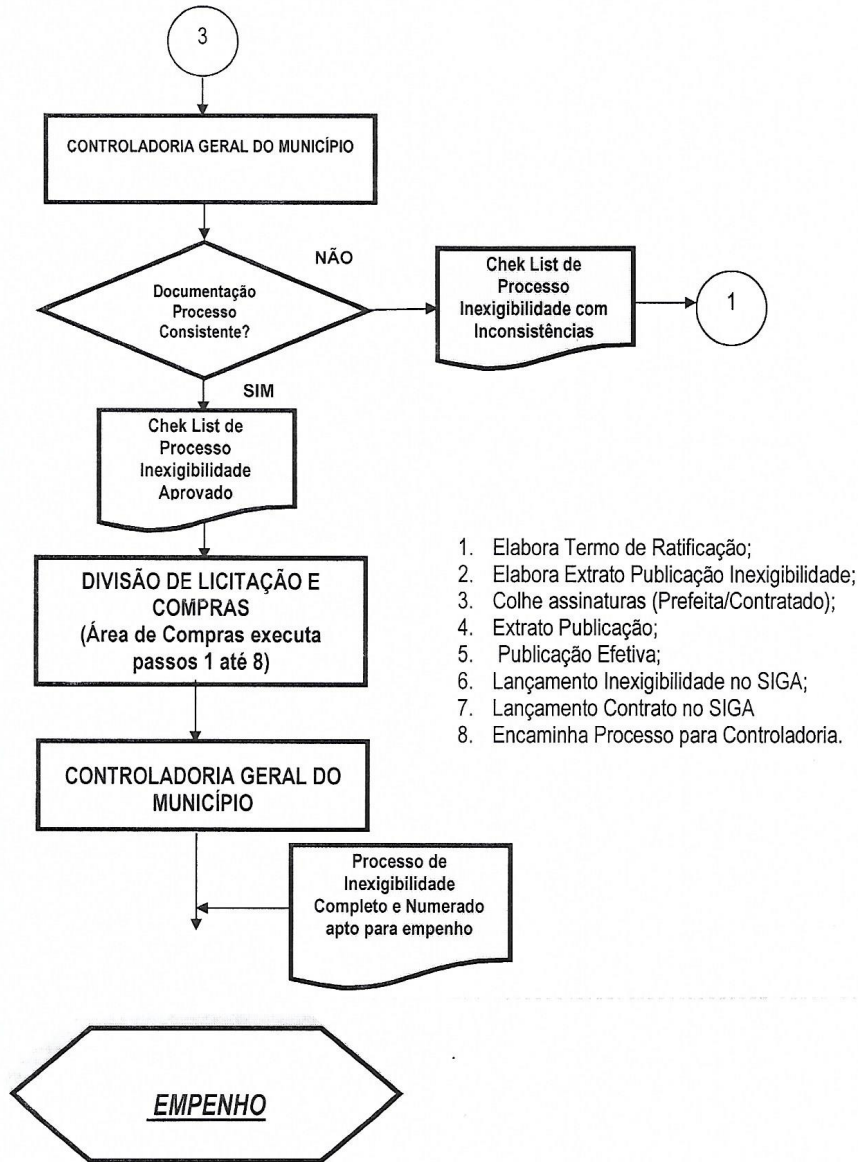 3
CONTROLADORIA GERAL DO MUNICÍPIO
NÃO
Documentação
Processo
Consistente?
Chek List de
Processo
Inexigibilidade com
Inconsistências
1
SIM
Chek List de
Processo
Inexigibilidade
Aprovado
DIVISÃO DE LICITAÇÃO E
COMPRAS
(Área de Compras executa
passos 1 até 8)
1. Elabora Termo de Ratificação;
2. Elabora Extrato Publicação Inexigibilidade;
3. Colhe assinaturas (Prefeita/Contratado);
4. Extrato Publicação;
5. Publicação Efetiva;
6. Lançamento Inexigibilidade no SIGA;
7. Lançamento Contrato no SIGA
8. Encaminha Processo para Controladoria.
CONTROLADORIA GERAL DO
MUNICÍPIO
Processo de
Inexigibilidade
Completo e Numerado
apto para empenho
EMPENHO